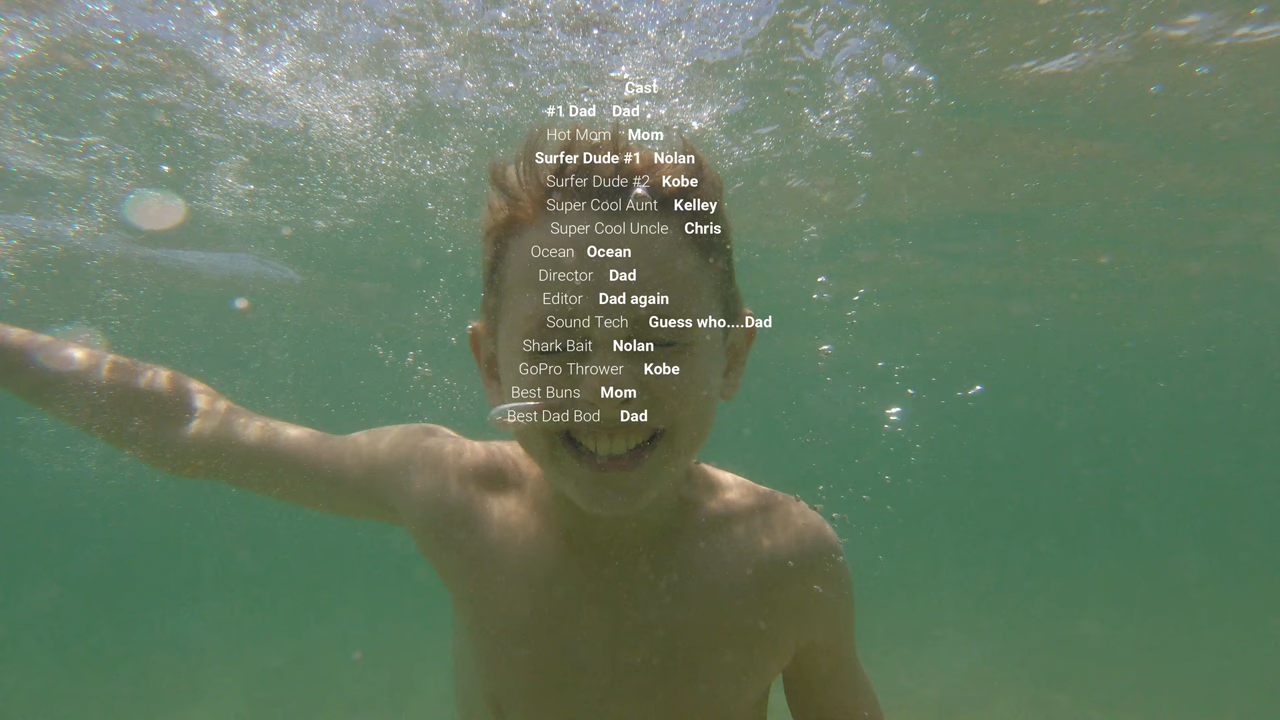 Cast
#1 Dad Dad
Hot Mom Mom
Surfer Dude #1 Nolan
Surfer Dude #2 Kobe
Super Cool Aunt Kelley
Super Cool Uncle Chris
Ocean Ocean
Director Dad
Editor Dad again
Sound Tech Guess who....Dad
Shark Bait Nolan
GoPro Thrower Kobe
Best Buns Mom
Best Dad Bod Dad